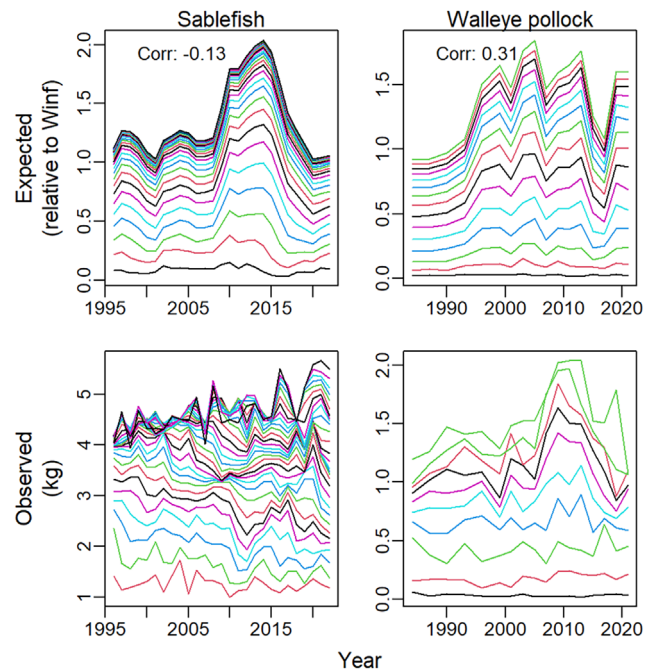 Sablefish
Walleye pollock
Corr: -0.13
Corr: 0.31
Expected
(relative to Winf)
0.0 0.5 1.0 1.5 2.0
0.0 0.5 1.0 1.5 2.0
1995 2005 2015
1990 2000 2010 2020
Observed
(kg)
1 2 3 4 5
0.0 0.5 1.0 1.5 2.0
1995 2005 2015
1990 2000 2010 2020
Year